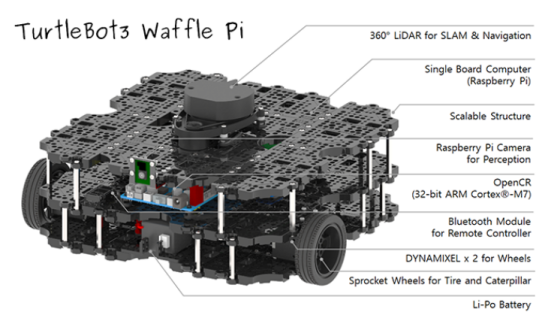 TurtleBot3 Waffle Pi
360° LiDAR for SLAM & Navigation
Single Board Computer
(Raspberry Pi)
Scalable Structure
Raspberry Pi Camera
for Perception
OpenCR
(32-bit ARM Cortex®-M7)
Bluetooth Module
for Remote Controller
DYNAMIXEL x 2 for Wheels
Sprocket Wheels for Tire and Caterpillar
Li-Po Battery